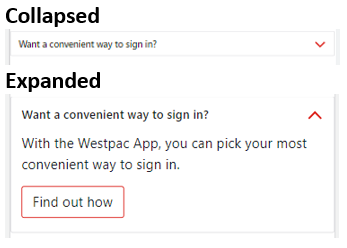 Collapsed
Want a convenient way to sign in?
Expanded
Want a convenient way to sign in?
With the Westpac App, you can pick your most
convenient way to sign in.
Find out how